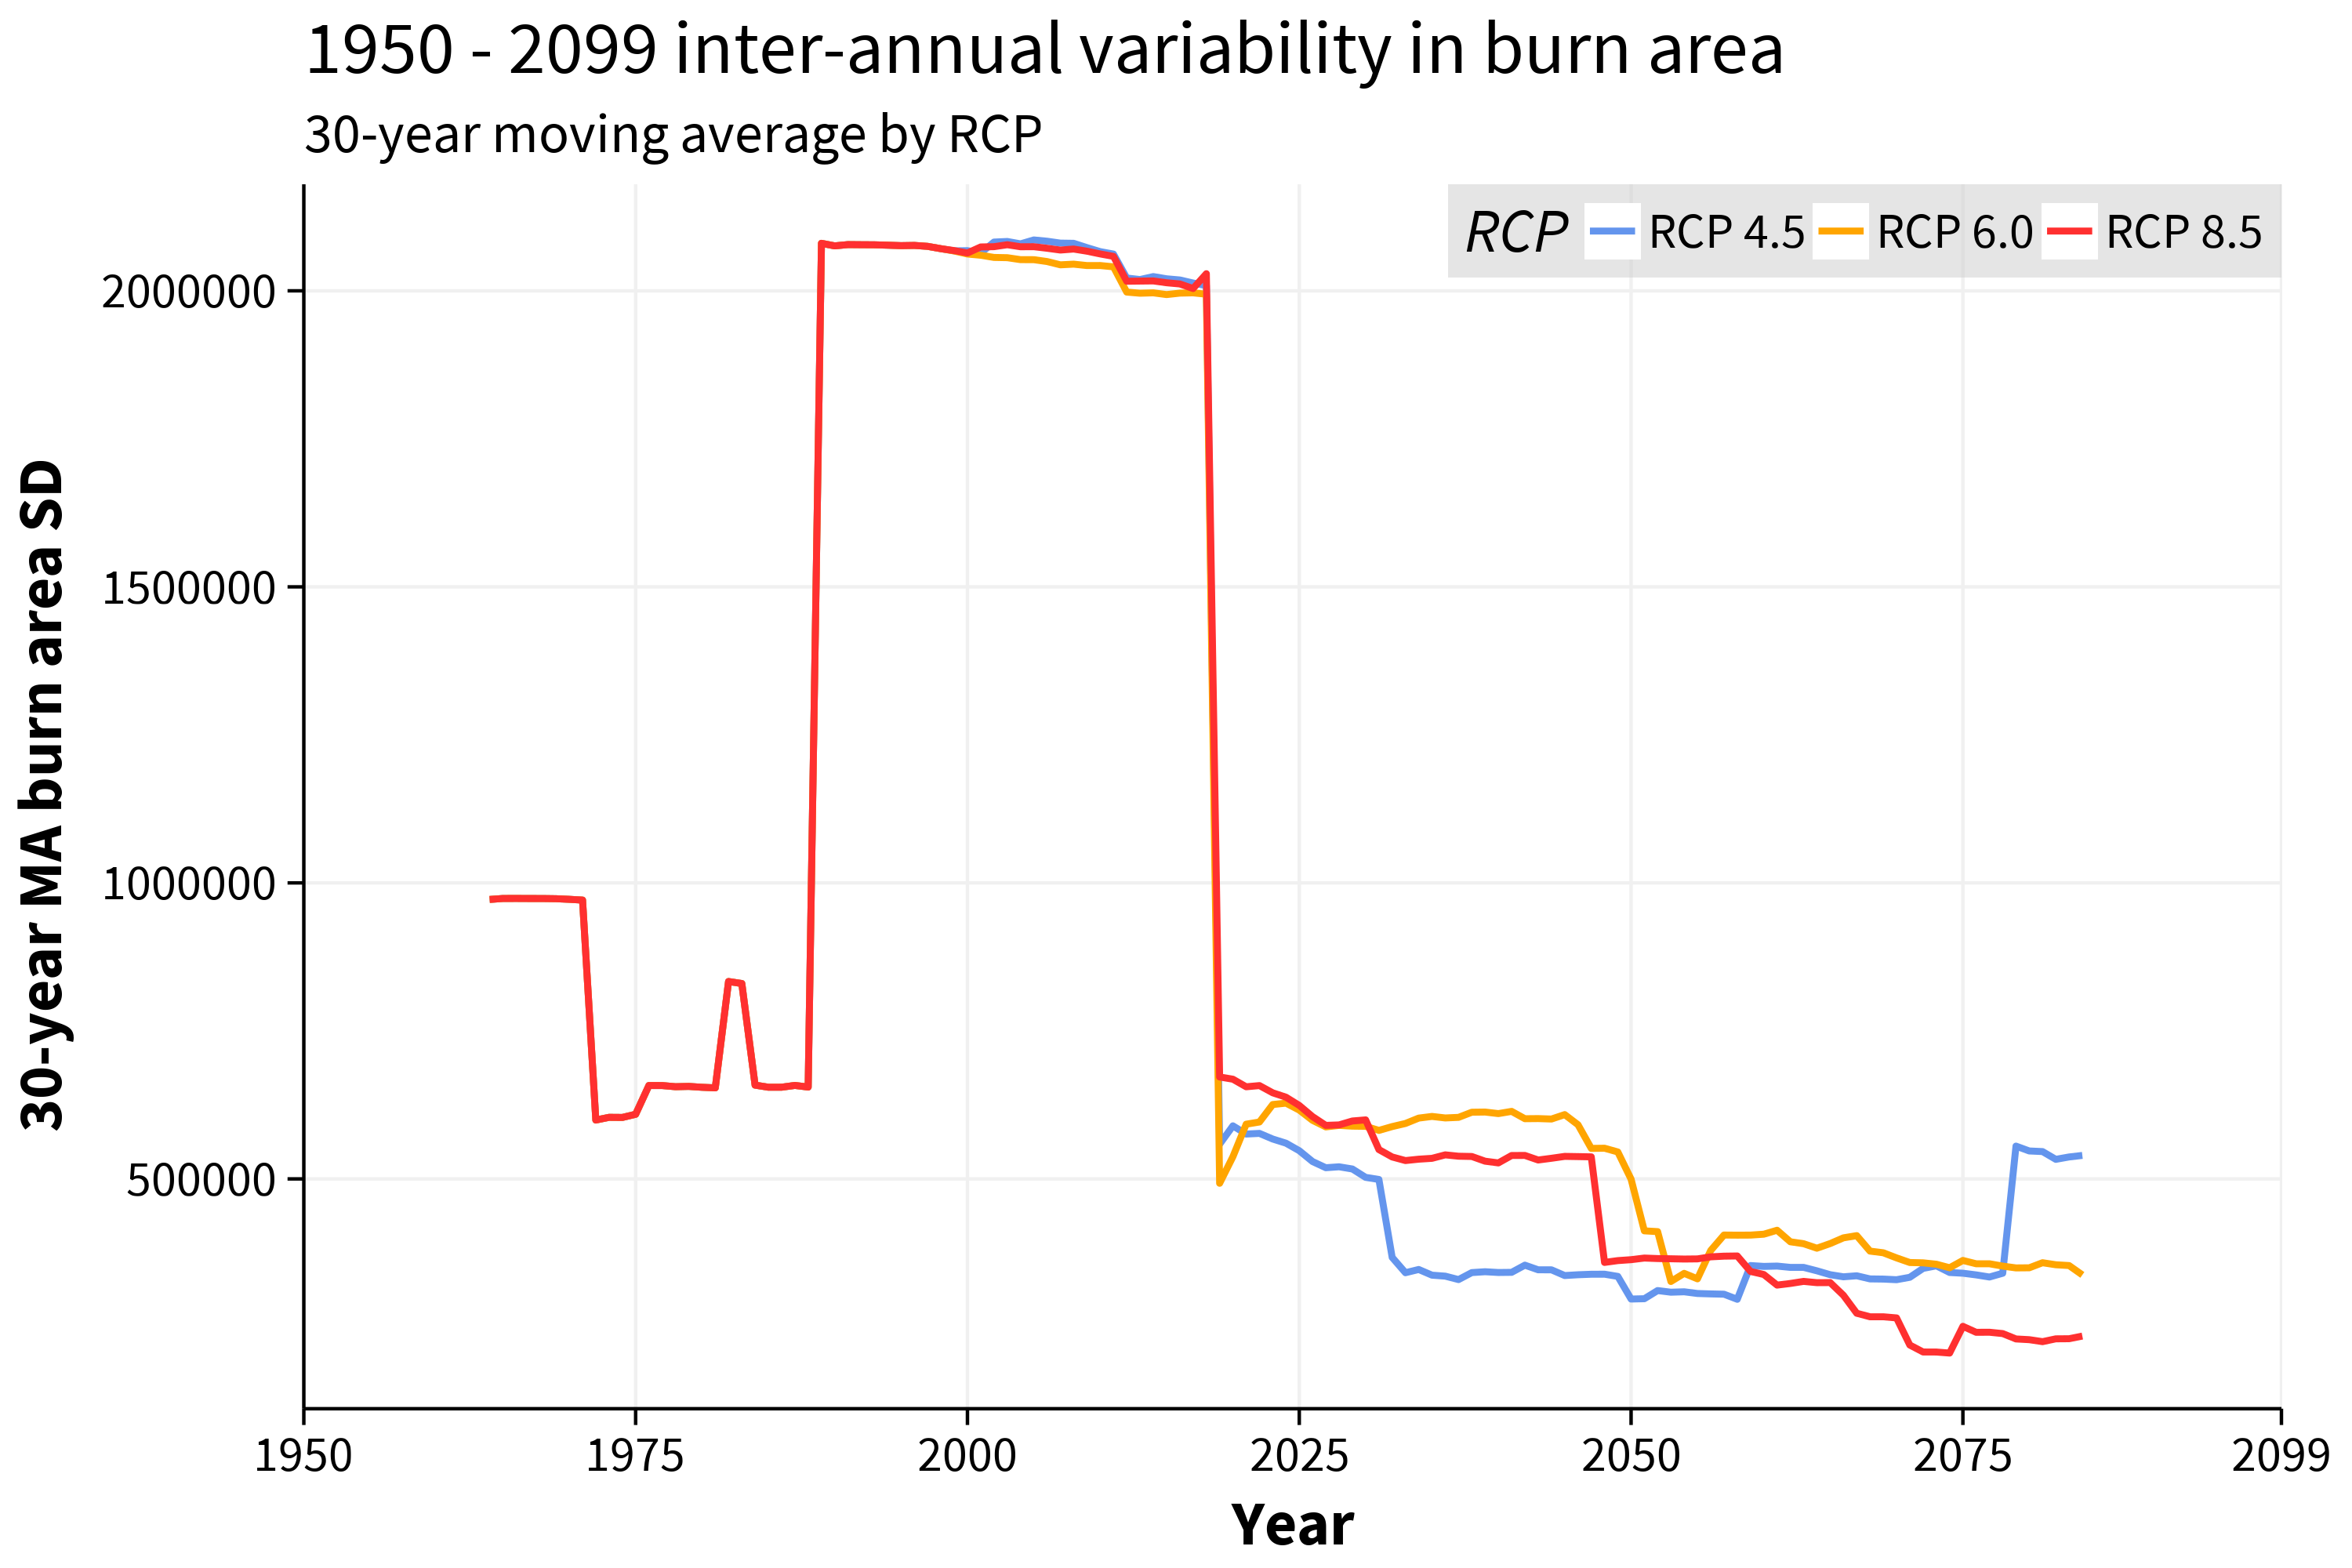 1950 - 2099 inter-annual variability in burn area
30-year moving average by RCP
RCP RCP 4.5 RCP 6.0 RCP 8.5
30-year MA burn area SD
2000000
1500000
1000000
500000
1950 1975 2000 2025 2050 2075 2099
Year